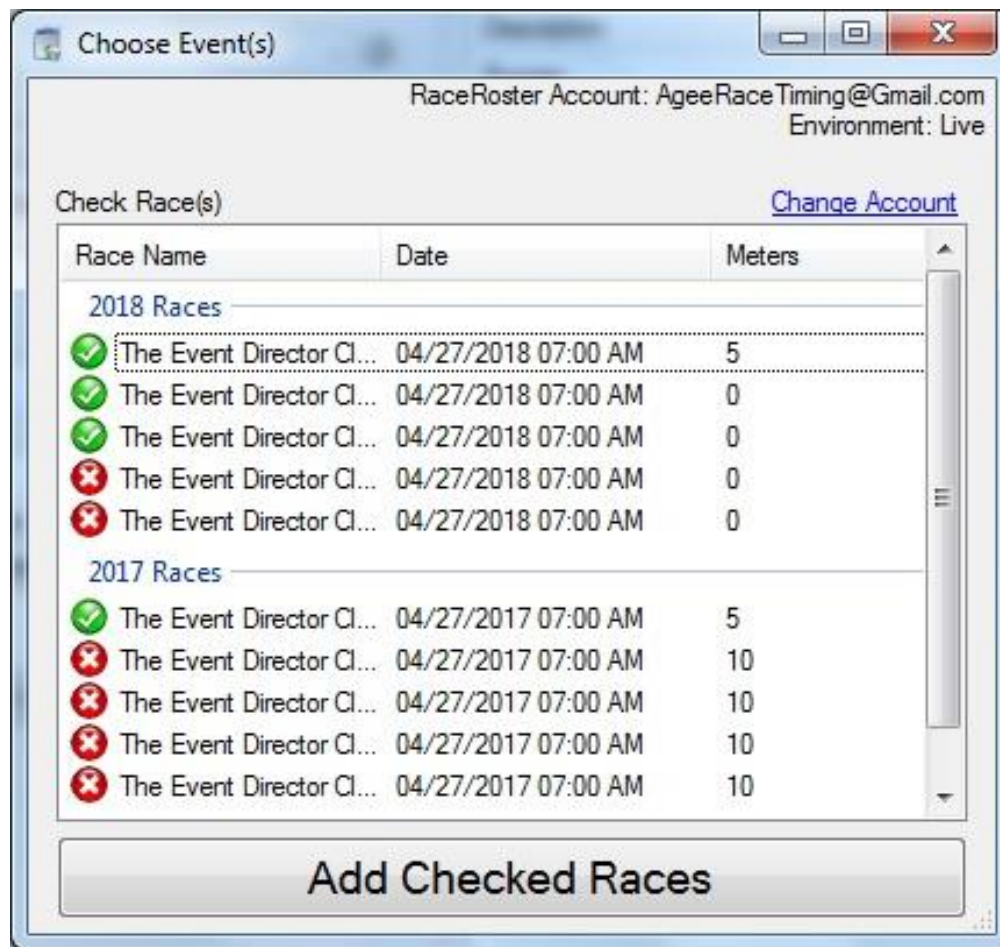 Choose Event(s)
RaceRoster Account: AgeeRaceTiming@Gmail.com
Environment: Live
Check Race(s) Change Account
Race Name Date Meters
2018 Races
The Event Director Cl... 04/27/2018 07:00 AM 5
The Event Director Cl... 04/27/2018 07:00 AM 0
The Event Director Cl... 04/27/2018 07:00 AM 0
The Event Director Cl... 04/27/2018 07:00 AM 0
The Event Director Cl... 04/27/2018 07:00 AM 0
2017 Races
The Event Director Cl... 04/27/2017 07:00 AM 5
The Event Director Cl... 04/27/2017 07:00 AM 10
The Event Director Cl... 04/27/2017 07:00 AM 10
The Event Director Cl... 04/27/2017 07:00 AM 10
The Event Director Cl... 04/27/2017 07:00 AM 10
Add Checked Races